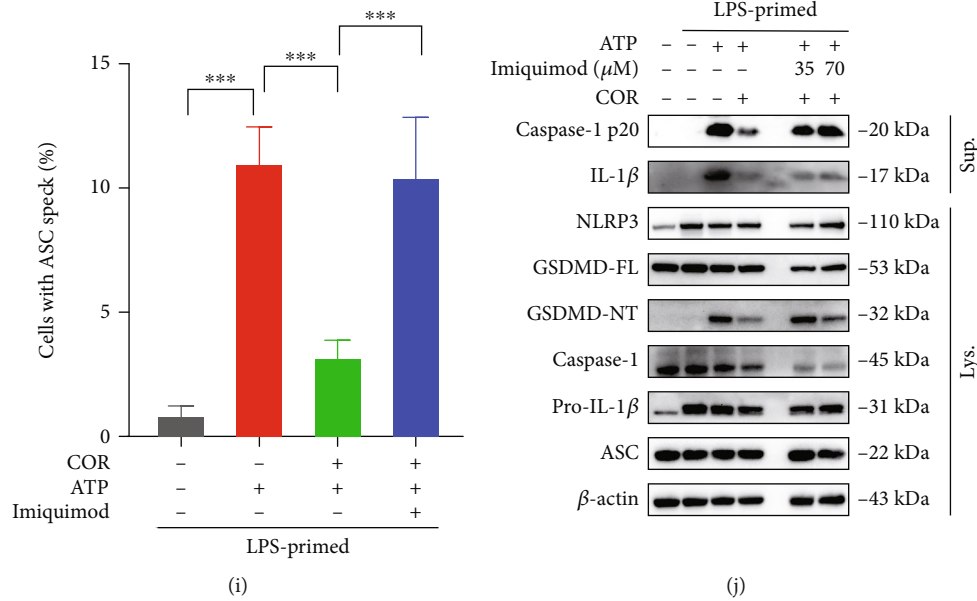 ***
***
***
15
10
5
0
Cells with ASC speck (%)
COR – – + +
ATP – + + +
Imiquimod – – – +
LPS-primed
(i)
LPS-primed
ATP – – + + + +
Imiquimod (μM) – – – – 35 70
COR – – – + + +
Caspase-1 p20 –20 kDa
IL-1β –17 kDa
Sup.
NLRP3 –110 kDa
GSDMD-FL –53 kDa
GSDMD-NT –32 kDa
Caspase-1 –45 kDa
Pro-IL-1β –31 kDa
ASC –22 kDa
β-actin –43 kDa
Lys.
(j)